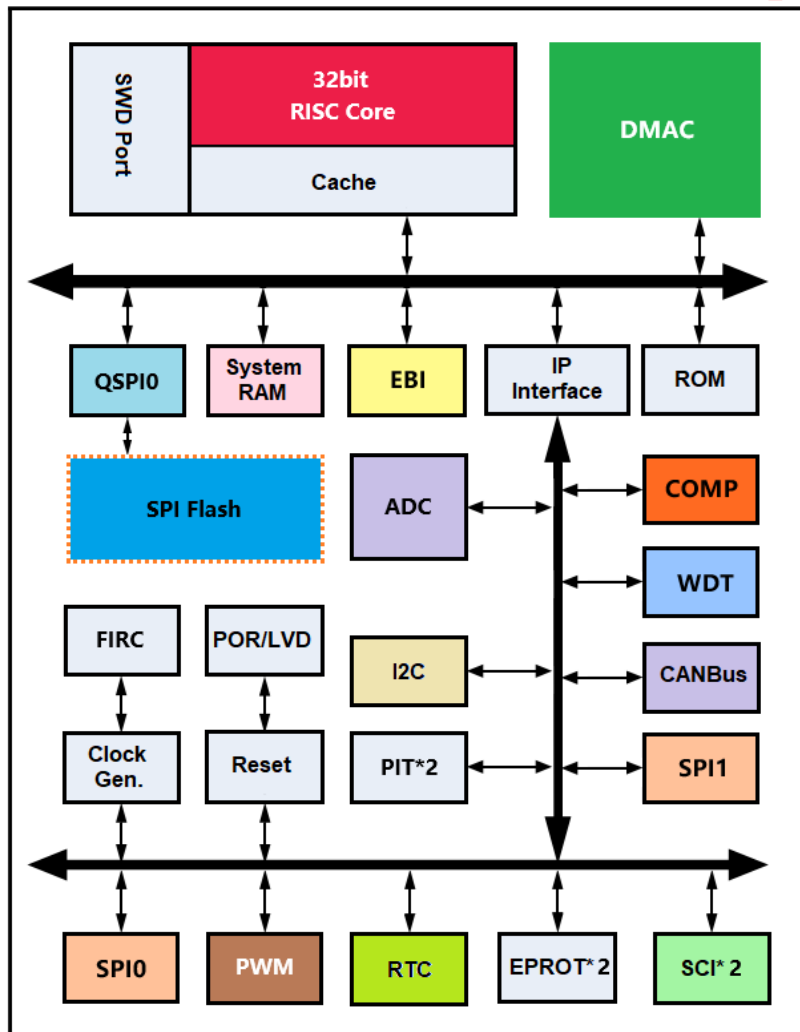 SWD Port
32bit
RISC Core
Cache
DMAC
QSPI0
System
RAM
EBI
IP
Interface
ROM
SPI Flash
ADC
COMP
WDT
FIRC
POR/LVD
I2C
CANBus
Clock
Gen.
Reset
PIT*2
SPI1
SPI0
PWM
RTC
EPROT*2
SCI*2